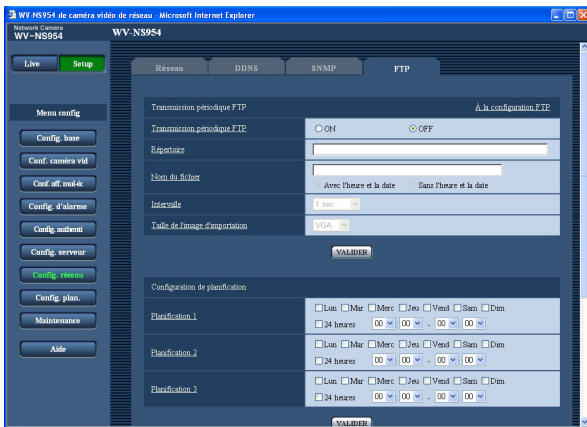 WV-NS954 de caméra vidéo de réseau - Microsoft Internet Explorer
Network Camera
WV-NS954
WV-NS954
Live Setup
Réseau DDNS SNMP FTP
Menu config
Config. base
Conf. caméra vid
Conf. aff. mul-éc
Config. d'alarme
Config. authenti
Config. serveur
Config. réseau
Config. plan.
Maintenance
Aide
Transmission périodique FTP À la configuration FTP
Transmission périodique FTP ON OFF
Répertoire
Nom du fichier
Avec l'heure et la date Sans l'heure et la date
Intervalle 1 sec
Taille de l'image d'importation VGA
VALIDER
Configuration de planification
Planification 1
Lun Mar Merc Jeu Vend Sam Dim
24 heures 00 : 00 - 00 : 00
Planification 2
Lun Mar Merc Jeu Vend Sam Dim
24 heures 00 : 00 - 00 : 00
Planification 3
Lun Mar Merc Jeu Vend Sam Dim
24 heures 00 : 00 - 00 : 00
VALIDER